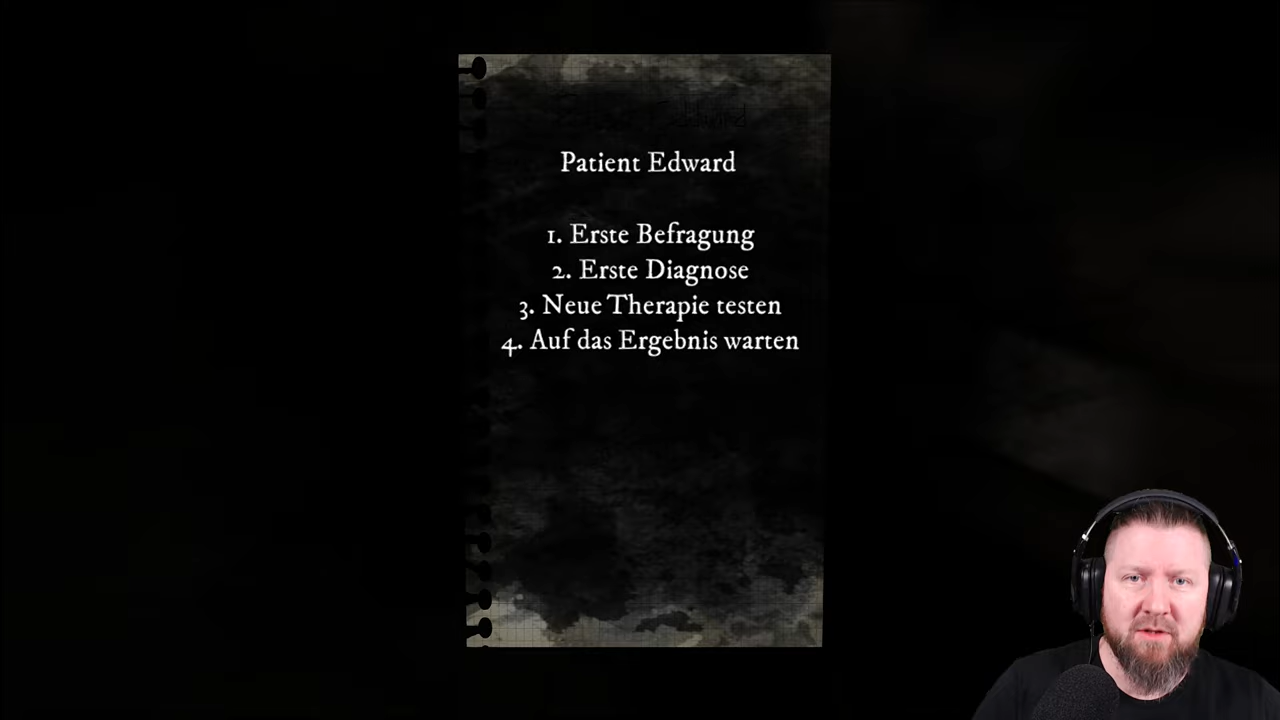 Patient Edward
1. Erste Befragung
2. Erste Diagnose
3. Neue Therapie testen
4. Auf das Ergebnis warten